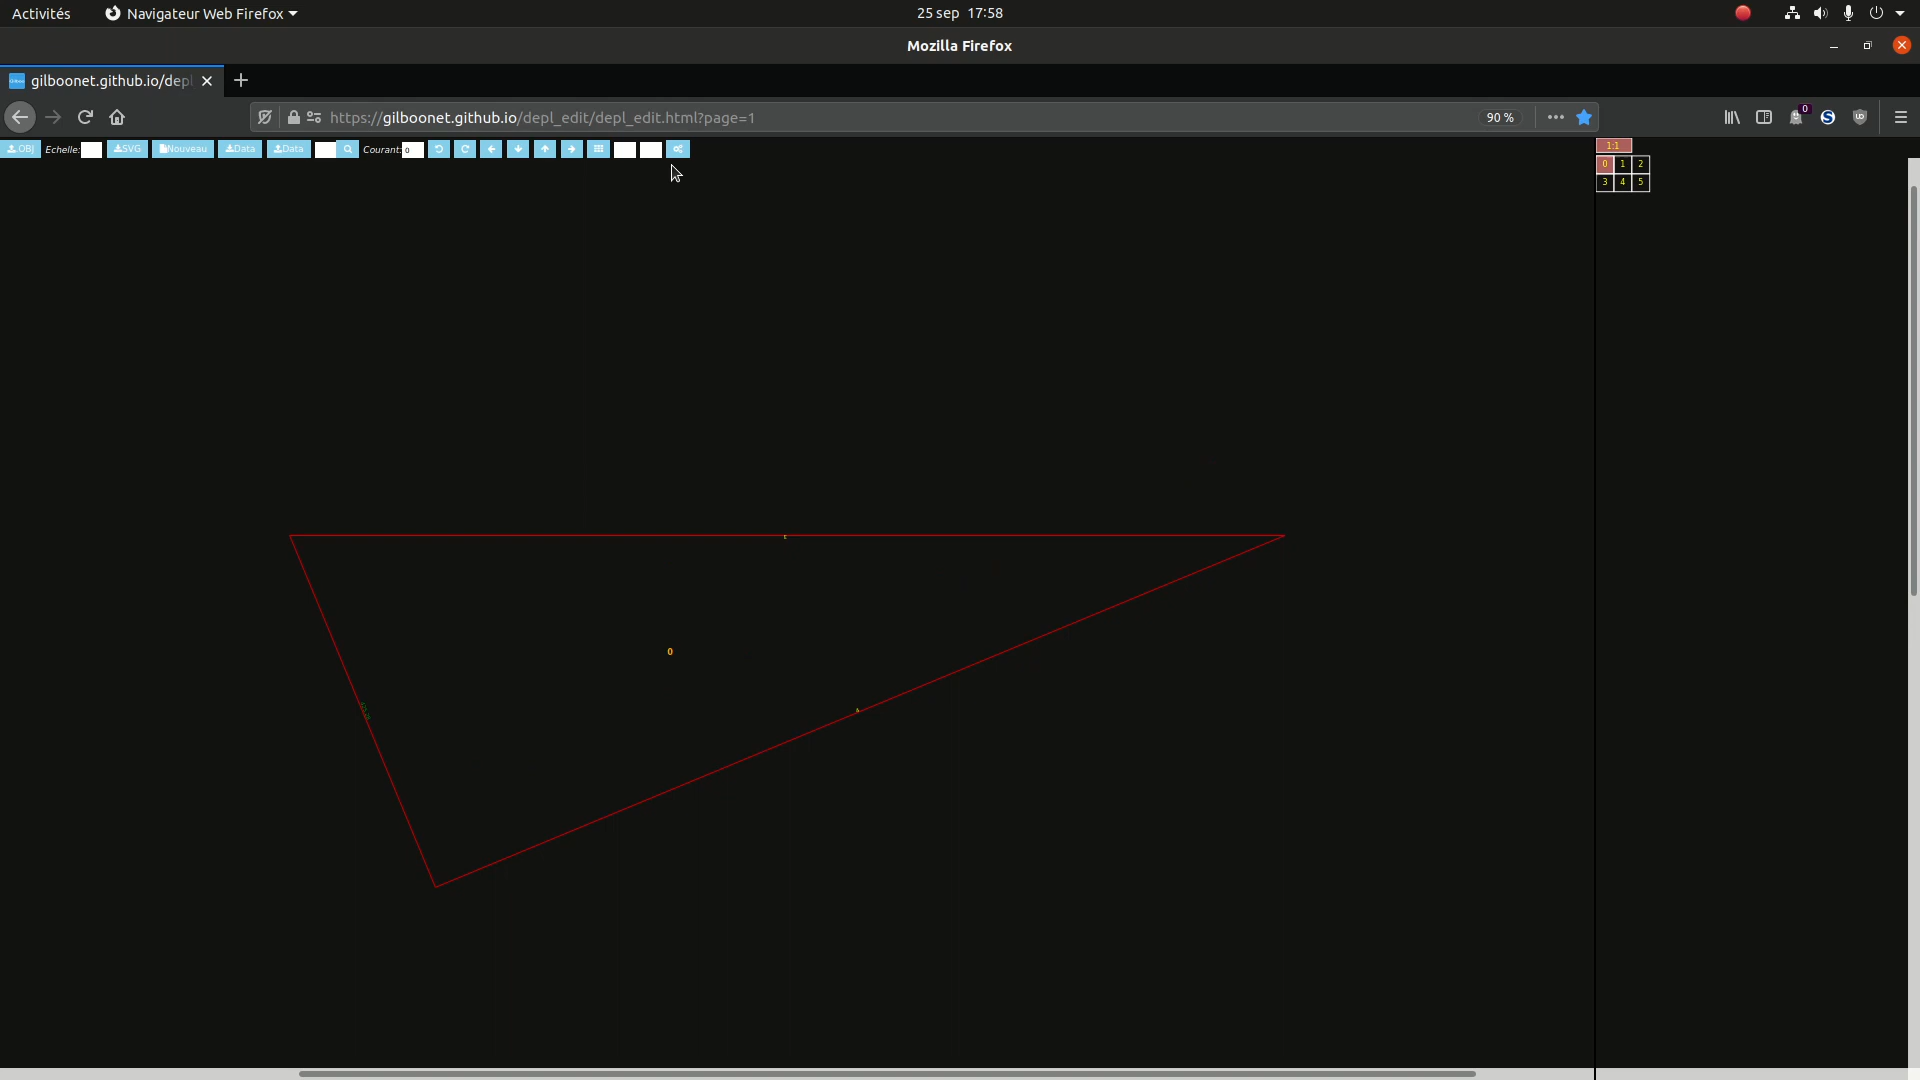 Activités Navigateur Web Firefox 25 sep 17:58
Mozilla Firefox
gilboonet.github.io/depl
https://gilboonet.github.io/depl_edit/depl_edit.html?page=1 90 % 0
OBJ Echelle: SVG Nouveau Data Data Courant: 0
1:1
0 1 2
3 4 5
0
A